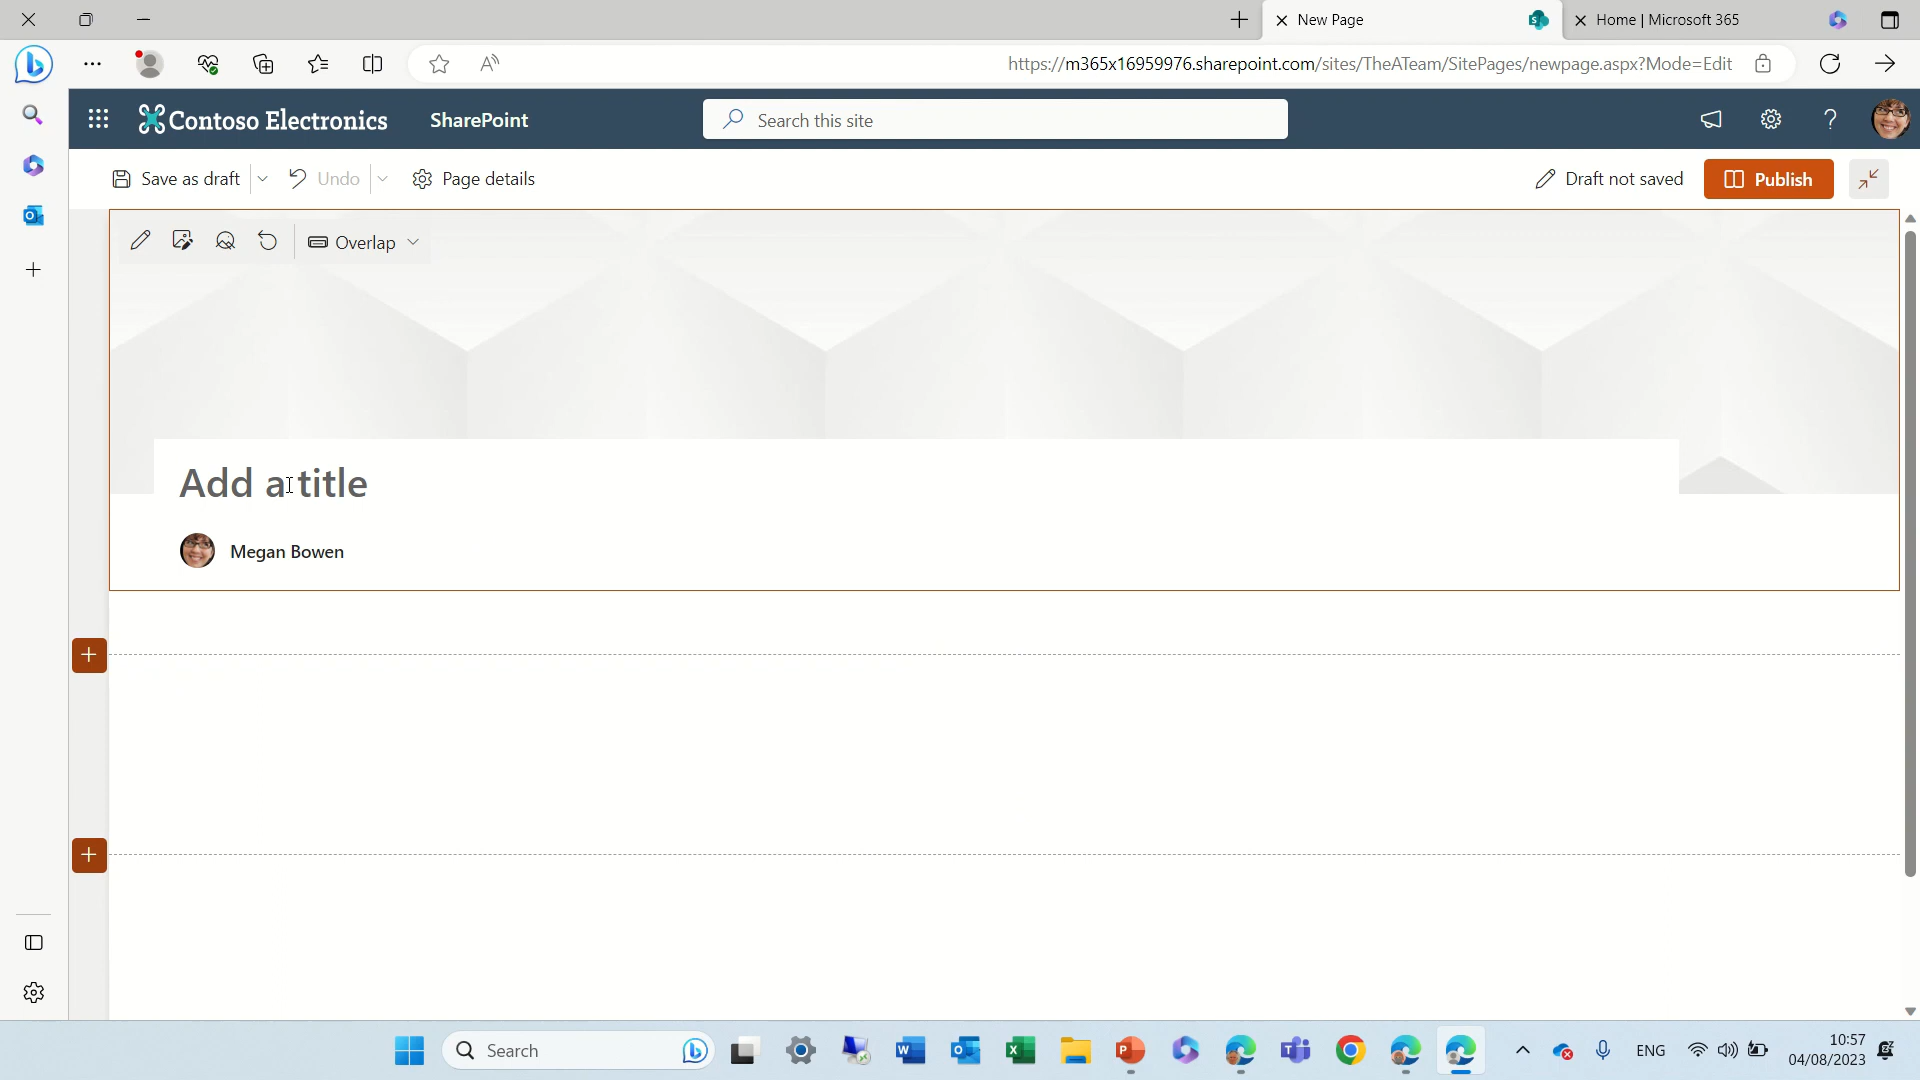 New Page
Home | Microsoft 365
https://m365x16959976.sharepoint.com/sites/TheATeam/SitePages/newpage.aspx?Mode=Edit
Contoso Electronics
SharePoint
Search this site
Save as draft
Undo
Page details
Draft not saved
Publish
Overlap
Add a title
Megan Bowen
Search
ENG
10:57
04/08/2023